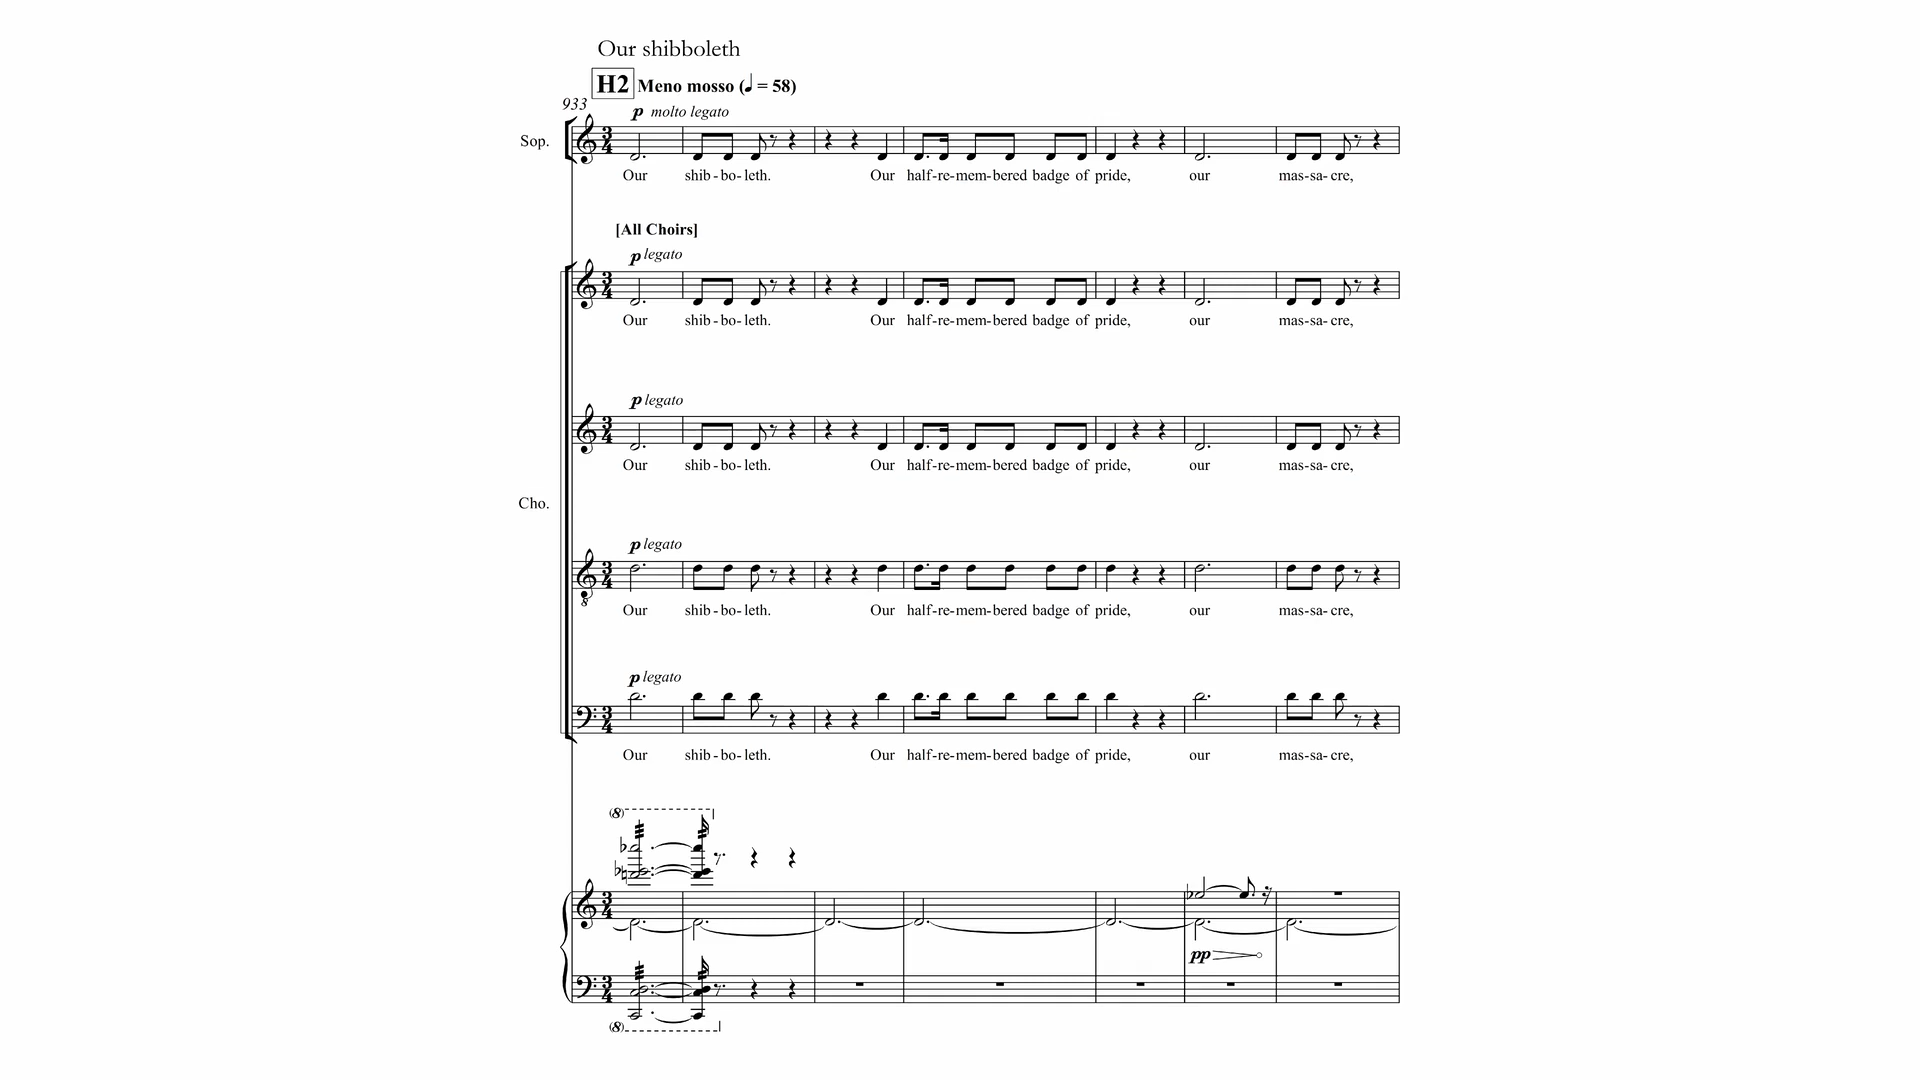 Our shibboleth
H2 Meno mosso (♩ = 58)
933
p molto legato
Sop.
Our shib - bo - leth. Our half - re - mem - bered badge of pride, our mas - sa - cre,
[All Choirs]
p legato
Our shib - bo - leth. Our half - re - mem - bered badge of pride, our mas - sa - cre,
p legato
Our shib - bo - leth. Our half - re - mem - bered badge of pride, our mas - sa - cre,
Cho.
p legato
Our shib - bo - leth. Our half - re - mem - bered badge of pride, our mas - sa - cre,
p legato
Our shib - bo - leth. Our half - re - mem - bered badge of pride, our mas - sa - cre,
(8)
pp
(8)